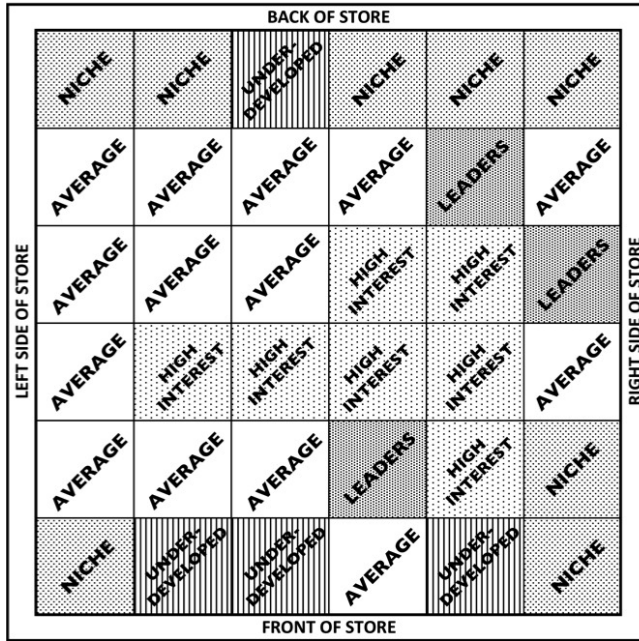 BACK OF STORE
LEFT SIDE OF STORE
RIGHT SIDE OF STORE
NICHE
NICHE
UNDER-
DEVELOPED
NICHE
NICHE
NICHE
AVERAGE
AVERAGE
AVERAGE
AVERAGE
LEADERS
AVERAGE
AVERAGE
AVERAGE
AVERAGE
HIGH
INTEREST
HIGH
INTEREST
LEADERS
AVERAGE
HIGH
INTEREST
HIGH
INTEREST
HIGH
INTEREST
HIGH
INTEREST
AVERAGE
AVERAGE
AVERAGE
AVERAGE
LEADERS
HIGH
INTEREST
NICHE
NICHE
UNDER-
DEVELOPED
UNDER-
DEVELOPED
AVERAGE
UNDER-
DEVELOPED
NICHE
FRONT OF STORE